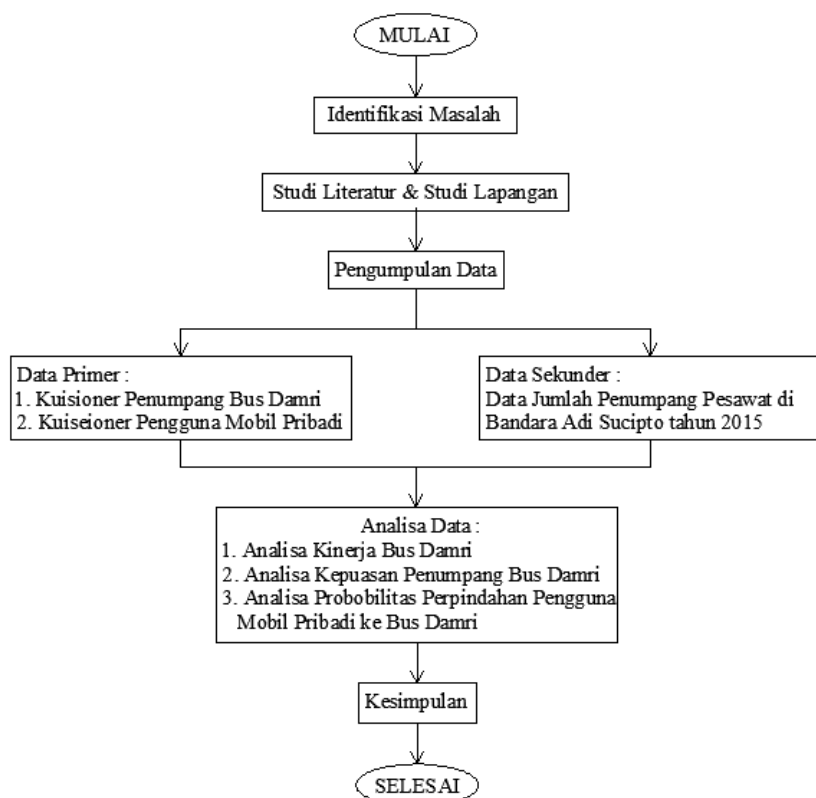 MULAI
Identifikasi Masalah
Studi Literatur & Studi Lapangan
Pengumpulan Data
Data Primer :
1. Kuisioner Penumpang Bus Damri
2. Kuiseioner Pengguna Mobil Pribadi
Data Sekunder :
Data Jumlah Penumpang Pesawat di
Bandara Adi Sucipto tahun 2015
Analisa Data :
1. Analisa Kinerja Bus Damri
2. Analisa Kepuasan Penumpang Bus Damri
3. Analisa Probobilitas Perpindahan Pengguna
Mobil Pribadi ke Bus Damri
Kesimpulan
SELESAI